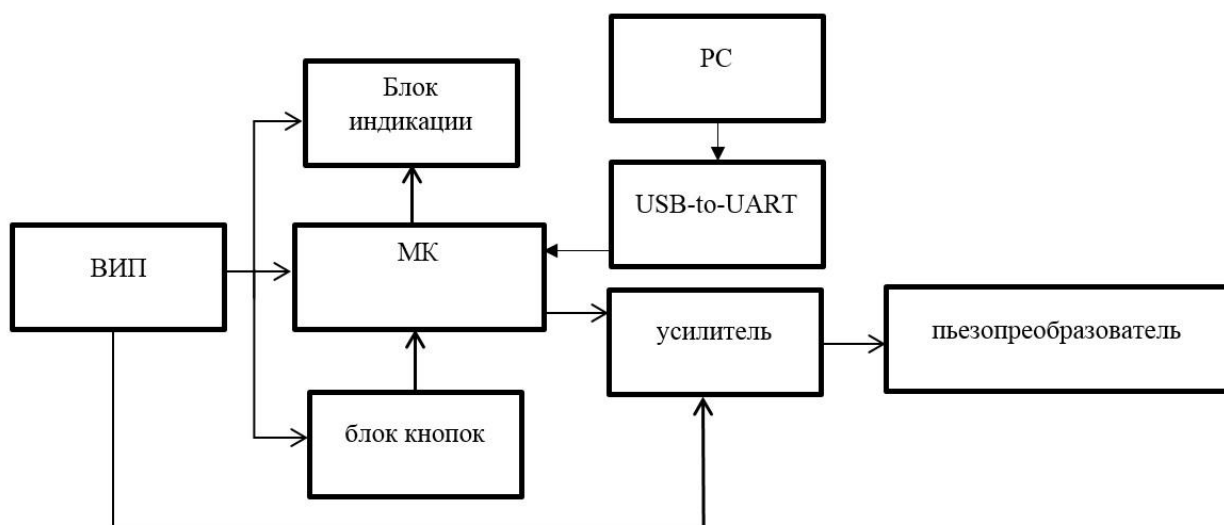 PC
Блок
индикации
USB-to-UART
ВИП
МК
усилитель
пьезопреобразователь
блок кнопок